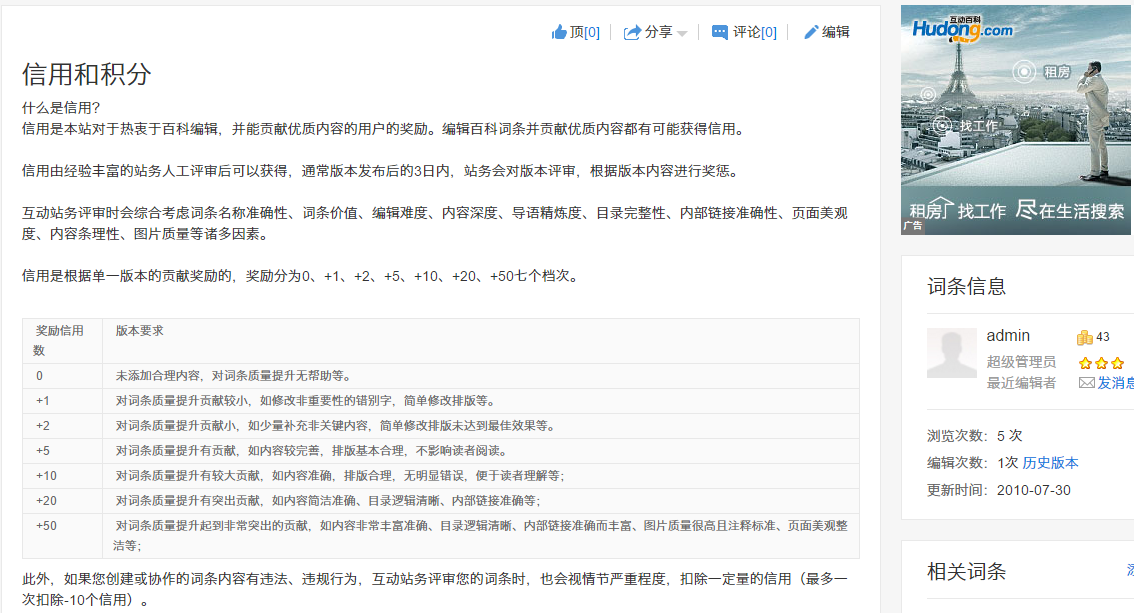 顶[0] 分享 评论[0] 编辑
信用和积分
什么是信用？
信用是本站对于热衷于百科编辑，并能贡献优质内容的用户的奖励。编辑百科词条并贡献优质内容都有可能获得信用。
信用由经验丰富的站务人工评审后可以获得，通常版本发布后的3日内，站务会对版本评审，根据版本内容进行奖惩。
互动站务评审时会综合考虑词条名称准确性、词条价值、编辑难度、内容深度、导语精炼度、目录完整性、内部链接准确性、页面美观
度、内容条理性、图片质量等诸多因素。
信用是根据单一版本的贡献奖励的，奖励分为0、+1、+2、+5、+10、+20、+50七个档次。
奖励信用
数
版本要求
0 未添加合理内容，对词条质量提升无帮助等。
+1 对词条质量提升贡献较小，如修改非重要性的错别字，简单修改排版等。
+2 对词条质量提升贡献小，如少量补充非关键内容，简单修改排版未达到最佳效果等。
+5 对词条质量提升有贡献，如内容较完善，排版基本合理，不影响读者阅读。
+10 对词条质量提升有较大贡献，如内容准确，排版合理，无明显错误，便于读者理解等；
+20 对词条质量提升有突出贡献，如内容简洁准确、目录逻辑清晰、内部链接准确等；
+50 对词条质量提升起到非常突出的贡献，如内容非常丰富准确、目录逻辑清晰、内部链接准确而丰富、图片质量很高且注释标准、页面美观整
洁等；
此外，如果您创建或协作的词条内容有违法、违规行为，互动站务评审您的词条时，也会视情节严重程度，扣除一定量的信用（最多一
次扣除-10个信用）。
互动百科
Hudong.com
租房
找工作
租房 找工作 尽在生活搜索
广告
词条信息
admin 43
超级管理员
最近编辑者 发消息
浏览次数：5 次
编辑次数：1次 历史版本
更新时间：2010-07-30
相关词条